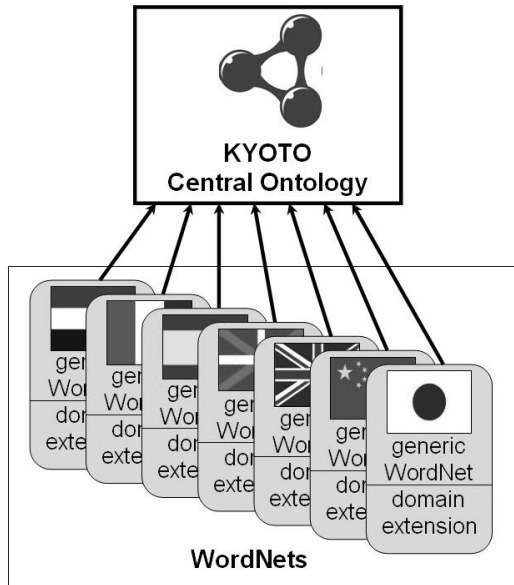 KYOTO
Central Ontology
generic
WordNet
domain
extension
WordNets